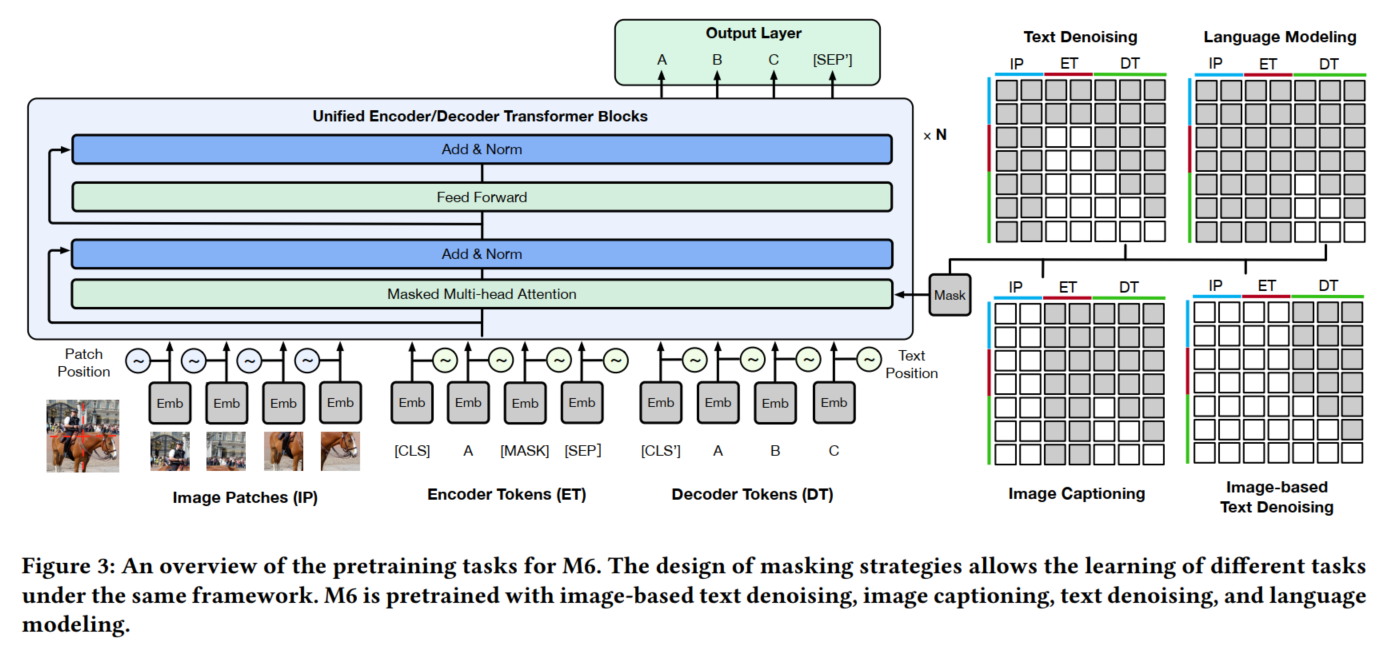 Output Layer
A B C [SEP']
Unified Encoder/Decoder Transformer Blocks
× N
Add & Norm
Feed Forward
Add & Norm
Masked Multi-head Attention
Mask
Patch
Position
~ ~ ~ ~ ~ ~ ~ ~ ~ ~ ~ ~
Text
Position
Emb Emb Emb Emb Emb Emb Emb Emb Emb Emb Emb Emb
[CLS] A [MASK] [SEP] [CLS'] A B C
Image Patches (IP)
Encoder Tokens (ET)
Decoder Tokens (DT)
Text Denoising
IP ET DT
Language Modeling
IP ET DT
IP ET DT
Image Captioning
IP ET DT
Image-based
Text Denoising
Figure 3: An overview of the pretraining tasks for M6. The design of masking strategies allows the learning of different tasks
under the same framework. M6 is pretrained with image-based text denoising, image captioning, text denoising, and language
modeling.